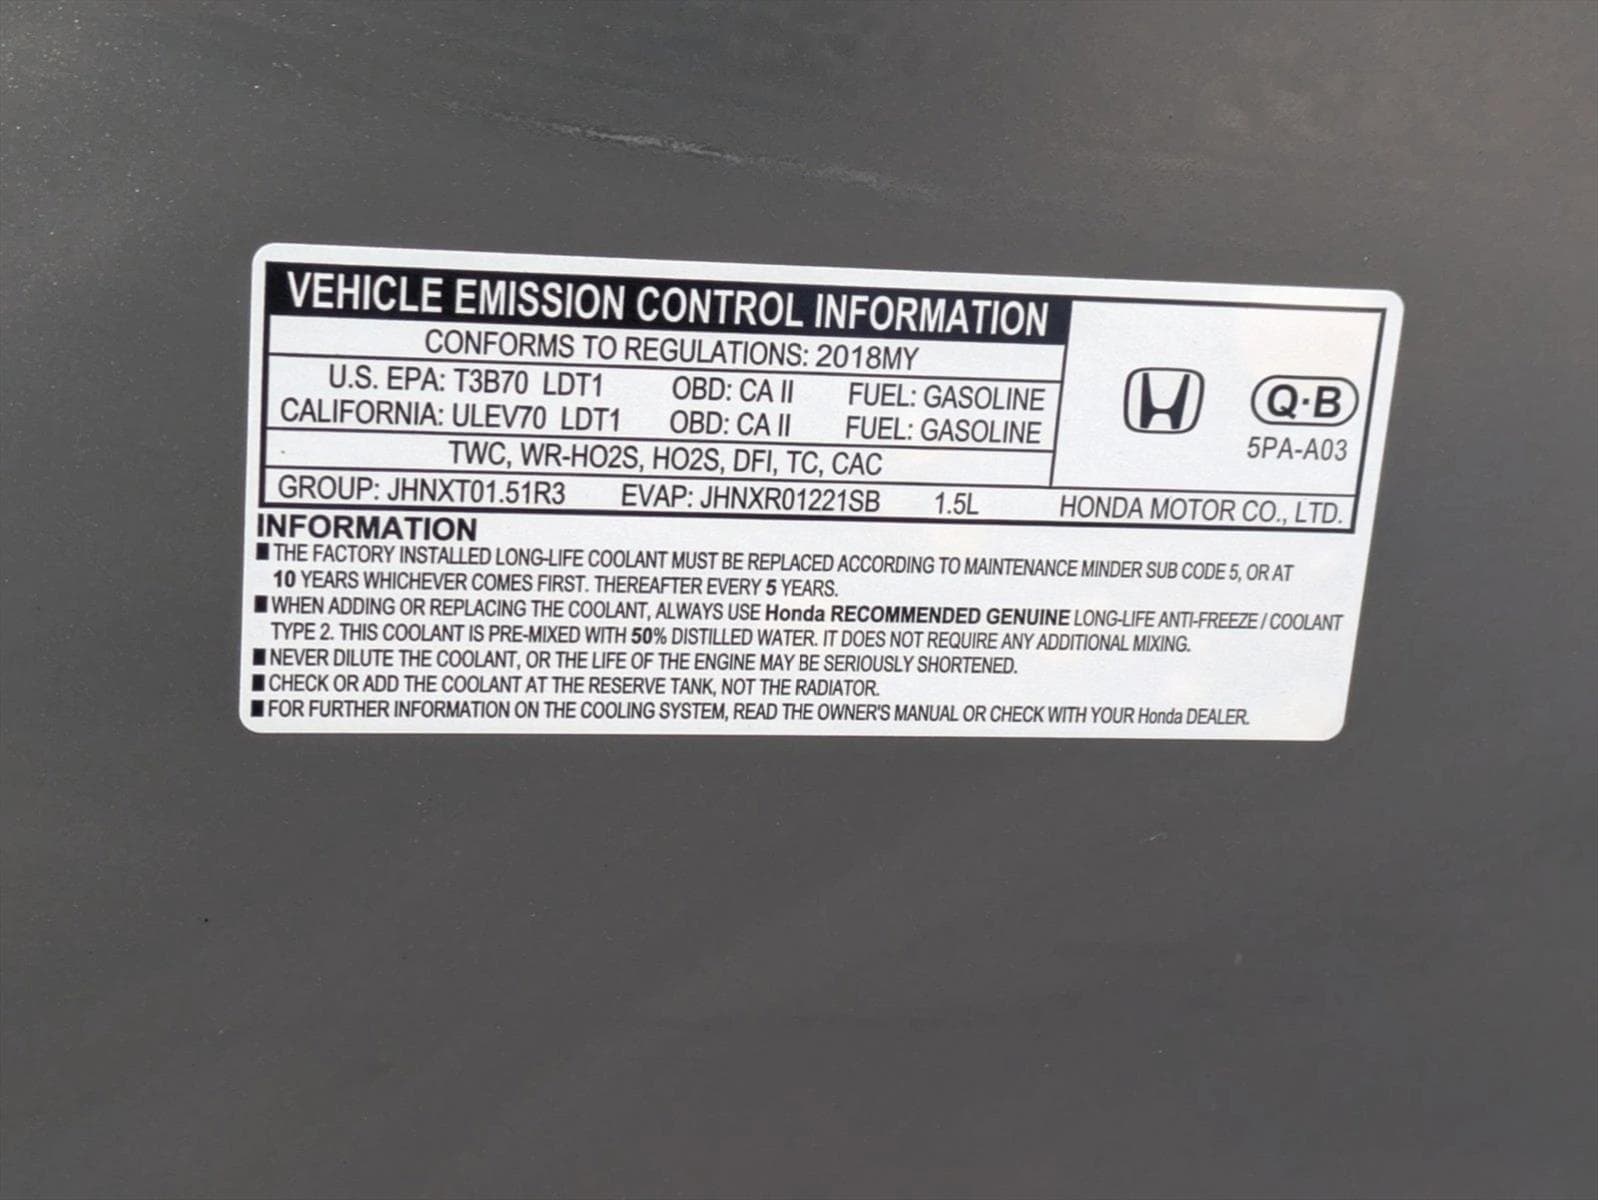 VEHICLE EMISSION CONTROL INFORMATION
CONFORMS TO REGULATIONS: 2018MY
U.S. EPA: T3B70 LDT1 OBD: CA II FUEL: GASOLINE
CALIFORNIA: ULEV70 LDT1 OBD: CA II FUEL: GASOLINE
TWC, WR-HO2S, HO2S, DFI, TC, CAC
Q·B
5PA-A03
GROUP: JHNXT01.51R3 EVAP: JHNXR01221SB 1.5L HONDA MOTOR CO., LTD.
INFORMATION
■ THE FACTORY INSTALLED LONG-LIFE COOLANT MUST BE REPLACED ACCORDING TO MAINTENANCE MINDER SUB CODE 5, OR AT
10 YEARS WHICHEVER COMES FIRST. THEREAFTER EVERY 5 YEARS.
■ WHEN ADDING OR REPLACING THE COOLANT, ALWAYS USE Honda RECOMMENDED GENUINE LONG-LIFE ANTI-FREEZE / COOLANT
TYPE 2. THIS COOLANT IS PRE-MIXED WITH 50% DISTILLED WATER. IT DOES NOT REQUIRE ANY ADDITIONAL MIXING.
■ NEVER DILUTE THE COOLANT, OR THE LIFE OF THE ENGINE MAY BE SERIOUSLY SHORTENED.
■ CHECK OR ADD THE COOLANT AT THE RESERVE TANK, NOT THE RADIATOR.
■ FOR FURTHER INFORMATION ON THE COOLING SYSTEM, READ THE OWNER'S MANUAL OR CHECK WITH YOUR Honda DEALER.